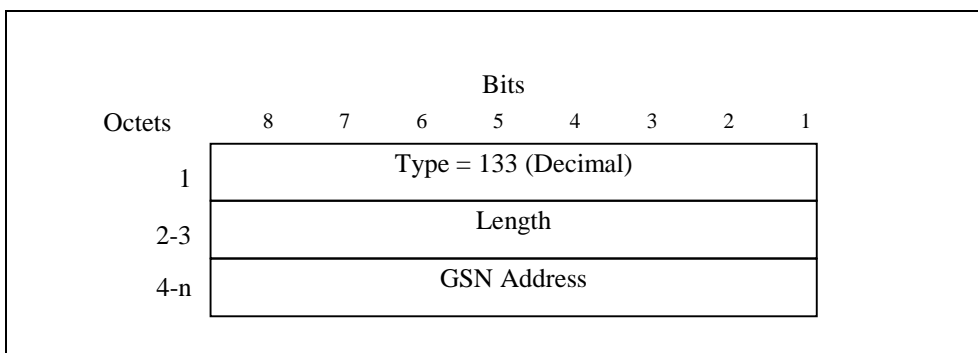 Bits
Octets 8 7 6 5 4 3 2 1
1 Type = 133 (Decimal)
2-3 Length
4-n GSN Address